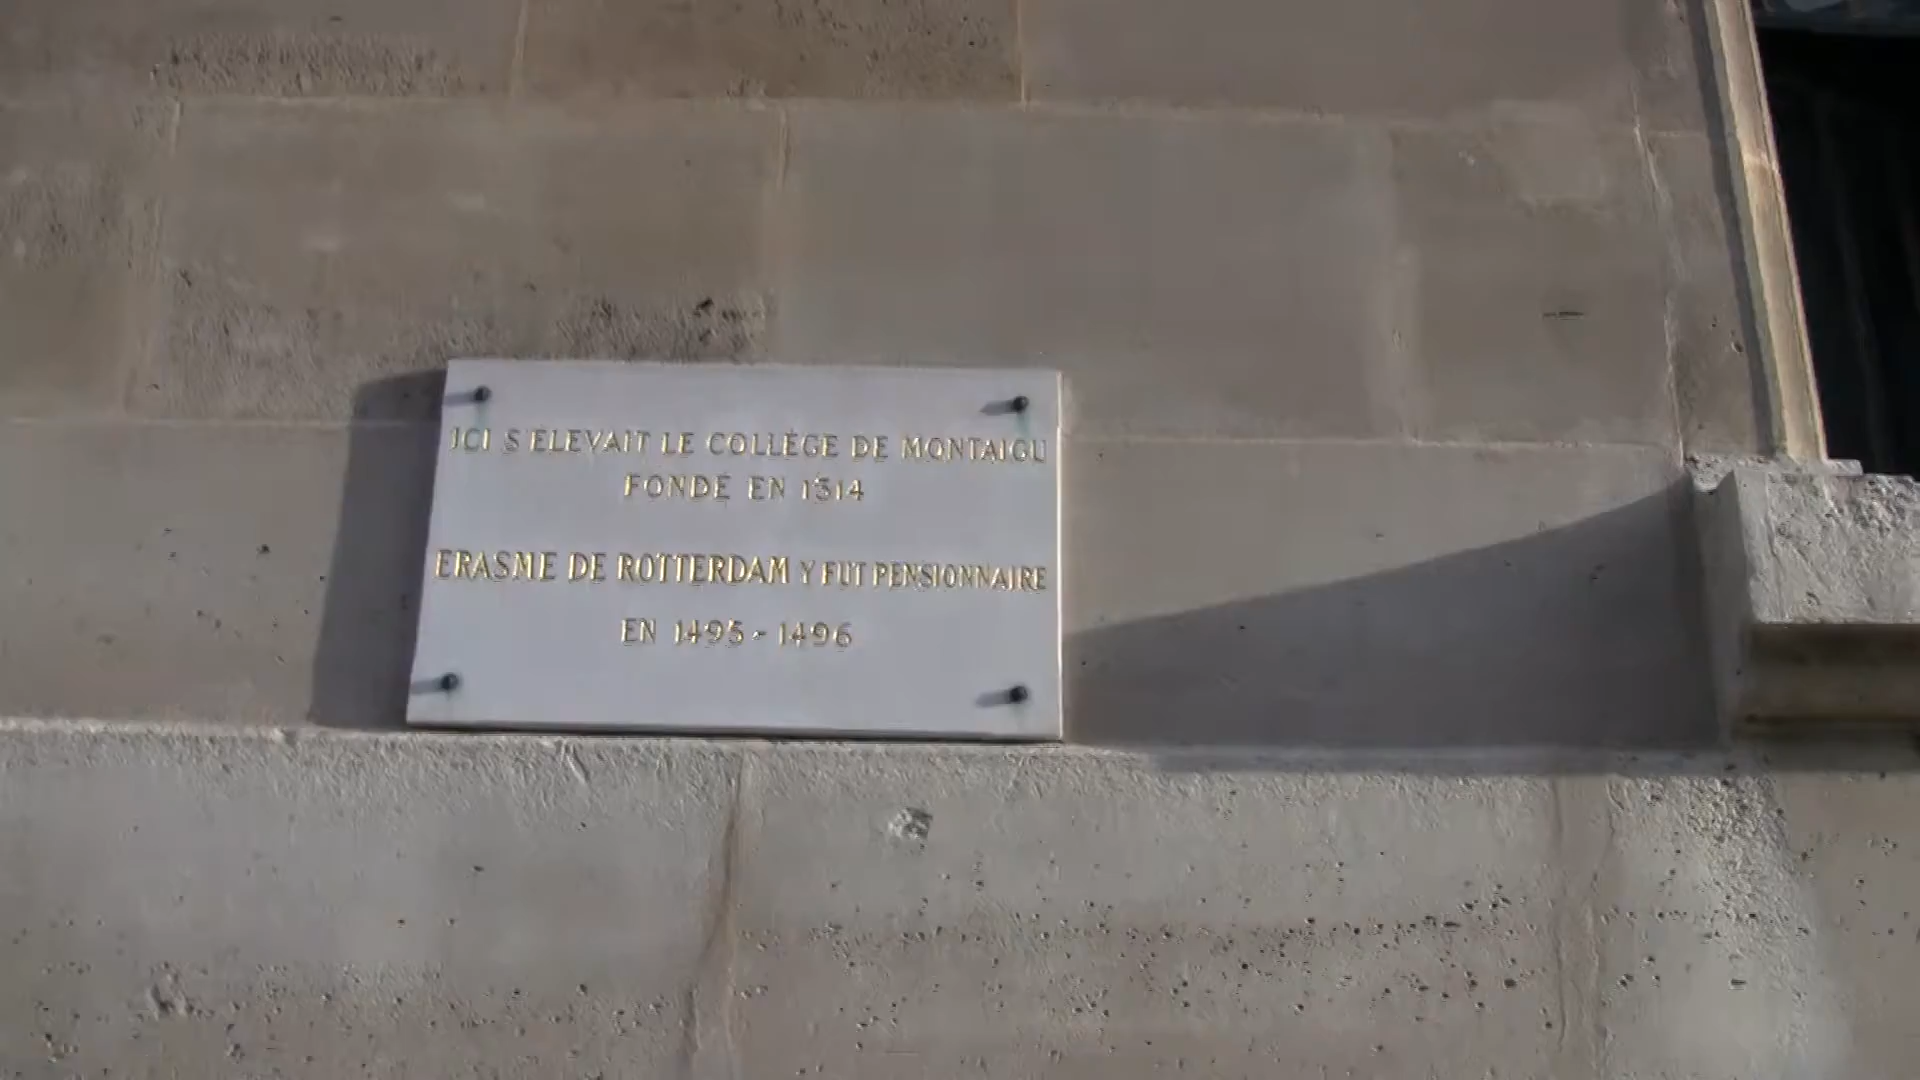 ICI S'ELEVAIT LE COLLÈGE DE MONTAIGU
FONDÉ EN 1314
ERASME DE ROTTERDAM Y FUT PENSIONNAIRE
EN 1495 - 1496